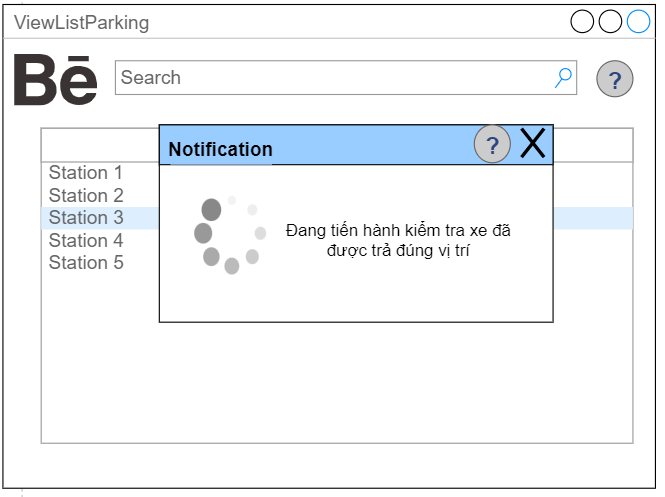 ViewListParking
Bē
Search
?
Notification
?
X
Station 1
Station 2
Station 3
Station 4
Station 5
Đang tiến hành kiểm tra xe đã
được trả đúng vị trí